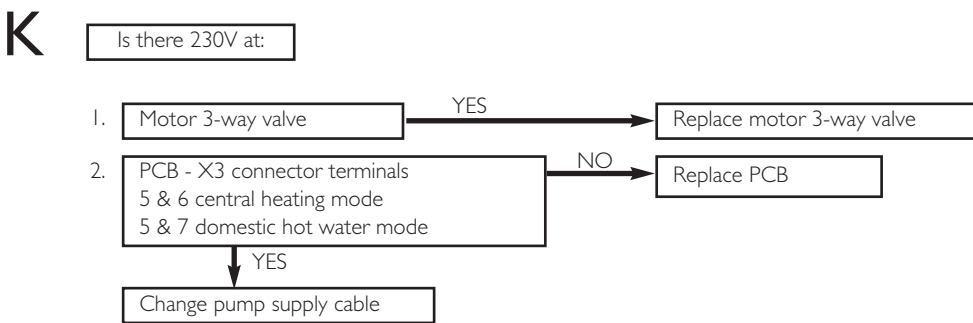 K
Is there 230V at:
1. Motor 3-way valve
YES
Replace motor 3-way valve
2. PCB - X3 connector terminals
5 & 6 central heating mode
5 & 7 domestic hot water mode
NO
Replace PCB
YES
Change pump supply cable